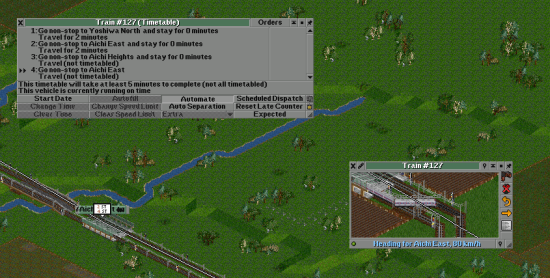 Train #127 (Timetable)
Orders
1: Go non-stop to Yoshiwa North and stay for 0 minutes
Travel for 2 minutes
2: Go non-stop to Aichi East and stay for 0 minutes
Travel for 2 minutes
3: Go non-stop to Aichi Heights and stay for 0 minutes
Travel (not timetabled)
4: Go non-stop to Aichi East
Travel (not timetabled)
This timetable will take at least 5 minutes to complete (not all timetabled)
This vehicle is currently running on time
Start Date
Autofill
Automate
Scheduled Dispatch
Change Time
Change Speed Limit
Auto Separation
Reset Late Counter
Clear Time
Clear Speed Limit
Extra
Expected
Train #127
Heading for Aichi East, 80 km/h